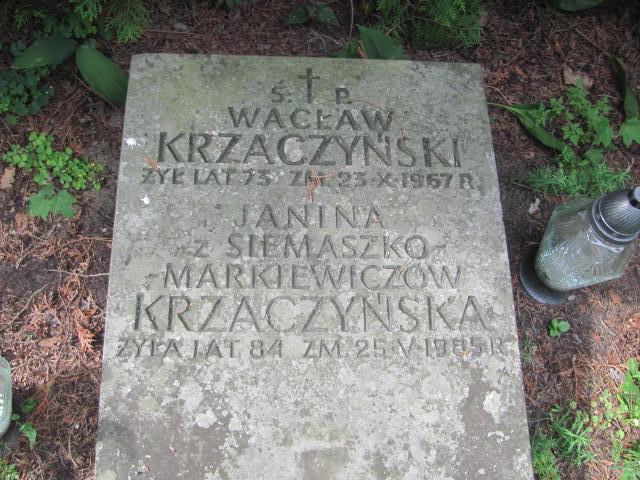 Ś. P.
WACŁAW
KRZACZYŃSKI
ŻYŁ LAT 73 ZM. 23·X·1967 R.
JANINA
z SIEMASZKO-
-MARKIEWICZÓW
KRZACZYŃSKA
ŻYŁA LAT. 84 ZM. 25·V·1985 R.